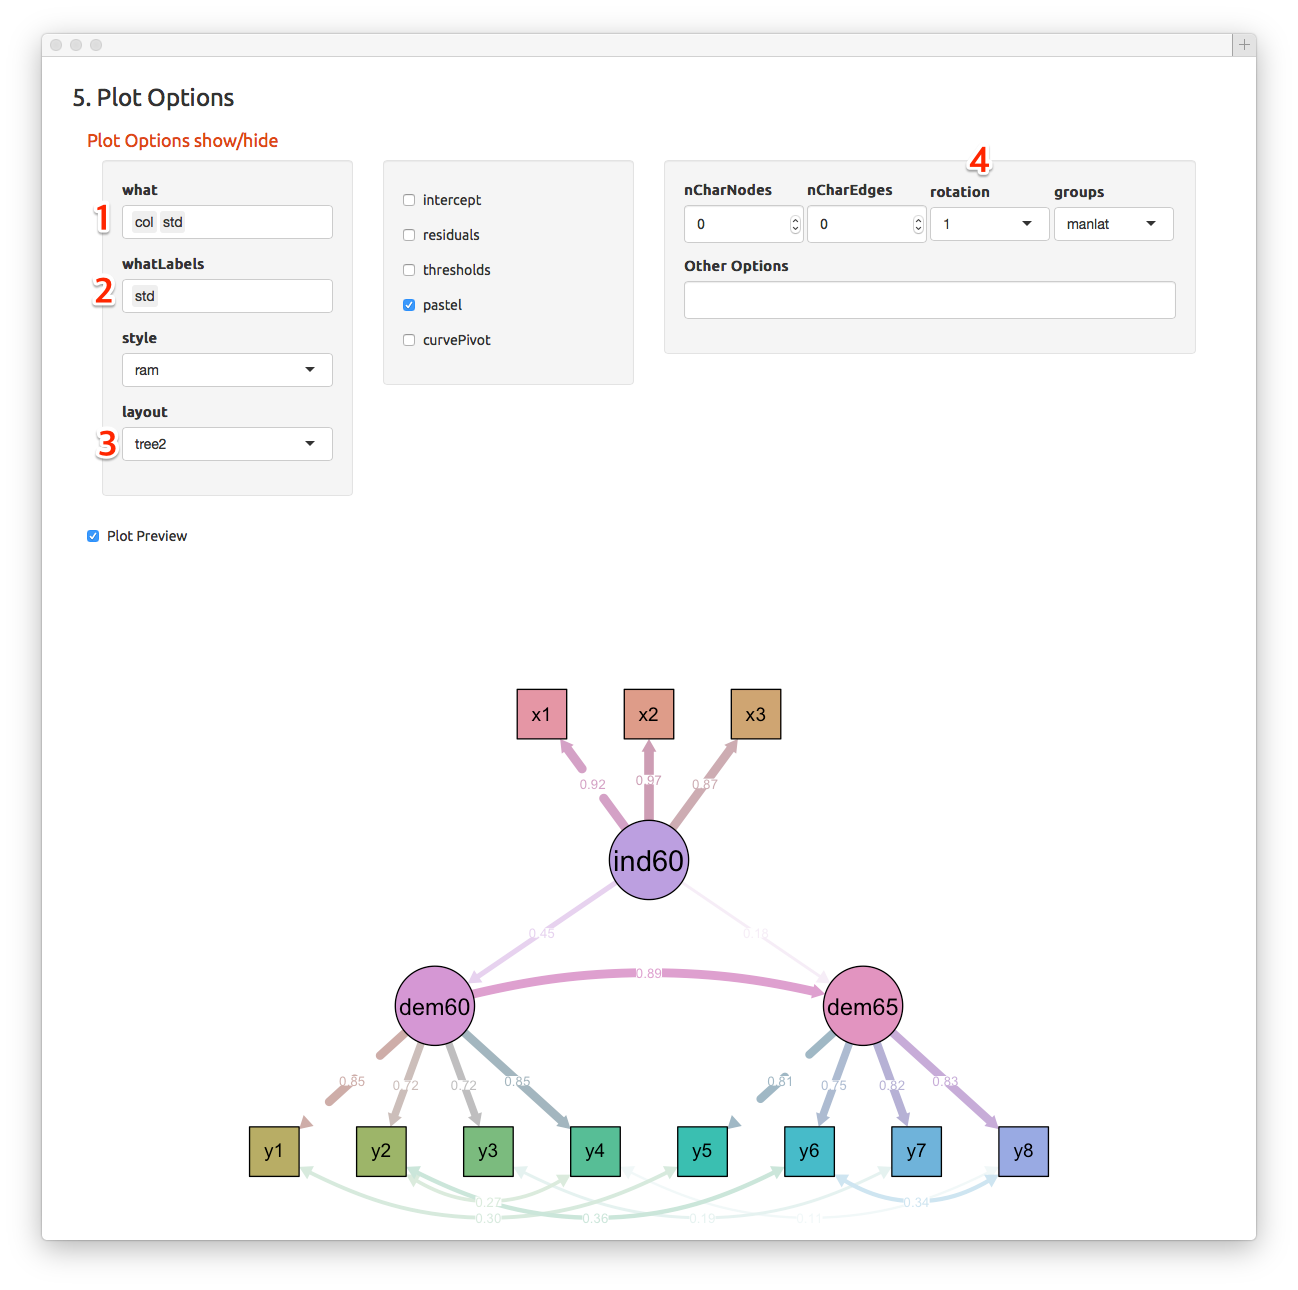 5. Plot Options
Plot Options show/hide
what
1
col std
whatLabels
2
std
style
ram
layout
3
tree2
intercept
residuals
thresholds
pastel
curvePivot
4
nCharNodes nCharEdges rotation groups
0 0 1 manlat
Other Options
Plot Preview
x1 x2 x3
0.92 0.97 0.87
ind60
0.45 0.18
0.89
dem60 dem65
0.85 0.72 0.72 0.85 0.81 0.75 0.82 0.83
y1 y2 y3 y4 y5 y6 y7 y8
0.27 0.34
0.30 0.36 0.19 0.11